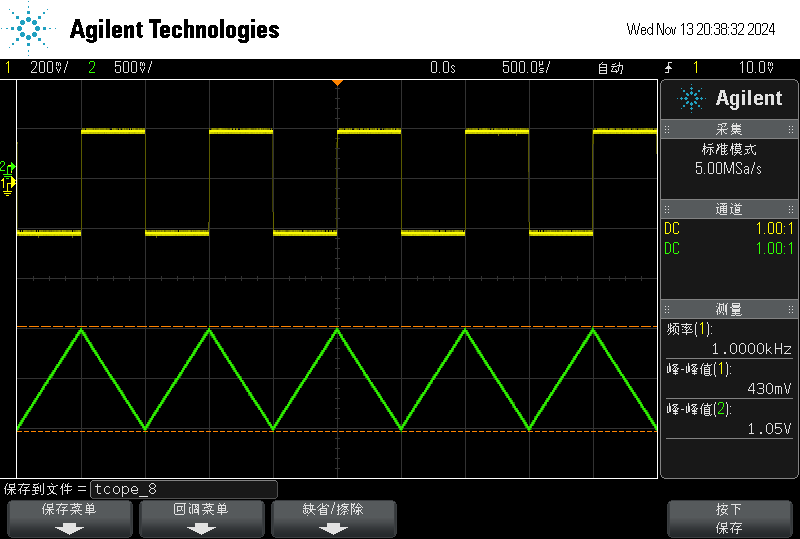 Agilent Technologies
Wed Nov 13 20:38:32 2024
1 200mV/ 2 500mV/ 0.0s 500.0us/ 自动 1 10.0mV
Agilent
采集
标准模式
5.00MSa/s
通道
DC 1.00:1
DC 1.00:1
测量
频率(1):
1.0000kHz
峰-峰值(1):
430mV
峰-峰值(2):
1.05V
2
1
保存到文件 = tcope_8
保存菜单 回调菜单 缺省/擦除 按下
保存